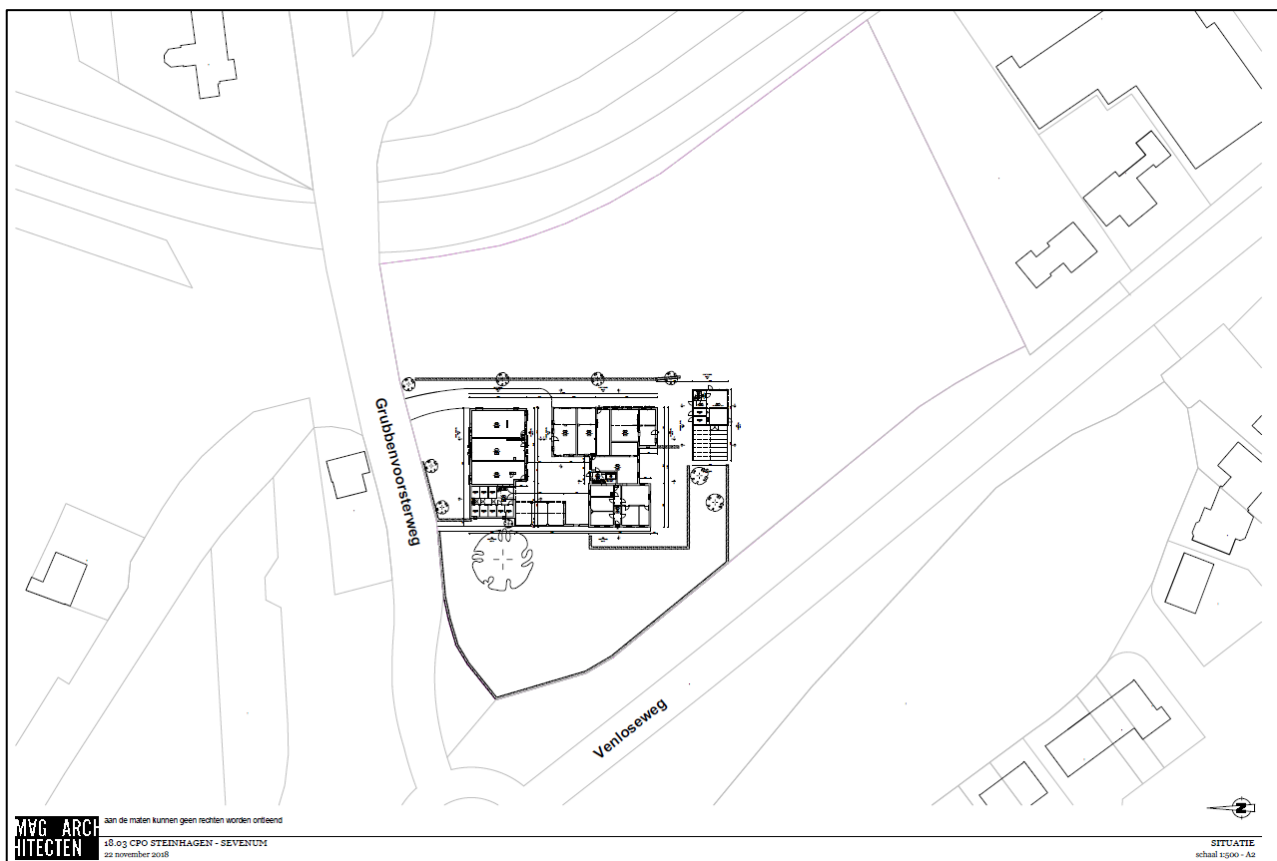 Grubbenvoorsterweg
Venloseweg
N
MAG ARCH
HITECTEN
aan de maten kunnen geen rechten worden ontleend
18.03 CPO STEINHAGEN - SEVENUM
22 november 2018
SITUATIE
schaal 1:500 - A2